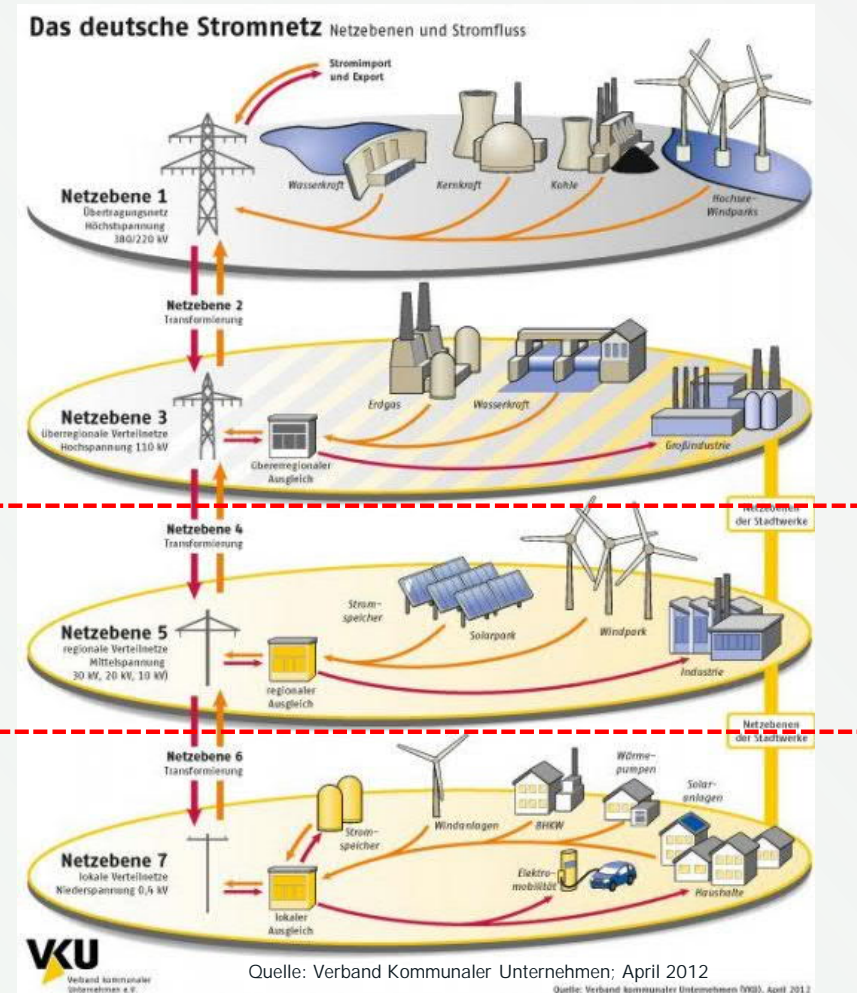 Das deutsche Stromnetz Netzebenen und Stromfluss
Stromimport
und Export
Wasserkraft
Kernkraft
Kohle
Hochsee-
Windparks
Netzebene 1
Übertragungsnetz
Höchstspannung
380/220 kV
Netzebene 2
Transformierung
Erdgas
Wasserkraft
Großindustrie
Netzebene 3
überregionale Verteilnetze
Hochspannung 110 kV
übererregionaler
Ausgleich
Netzebenen
der Stadtwerke
Netzebene 4
Transformierung
Strom-
speicher
Solarpark
Windpark
Industrie
Netzebene 5
regionale Verteilnetze
Mittelspannung
30 kV, 20 kV, 10 kV)
regionaler
Ausgleich
Netzebenen
der Stadtwerke
Netzebene 6
Transformierung
Strom-
speicher
Windanlagen
BHKW
Wärme-
pumpen
Solar-
anlagen
Netzebene 7
lokale Verteilnetze
Niederspannung 0,4 kV
Elektro-
mobilität
Haushalte
lokaler
Ausgleich
VKU
Verband kommunaler
Unternehmen e.V.
Quelle: Verband Kommunaler Unternehmen; April 2012
Quelle: Verband kommunaler Unternehmen (VKU), April 2012